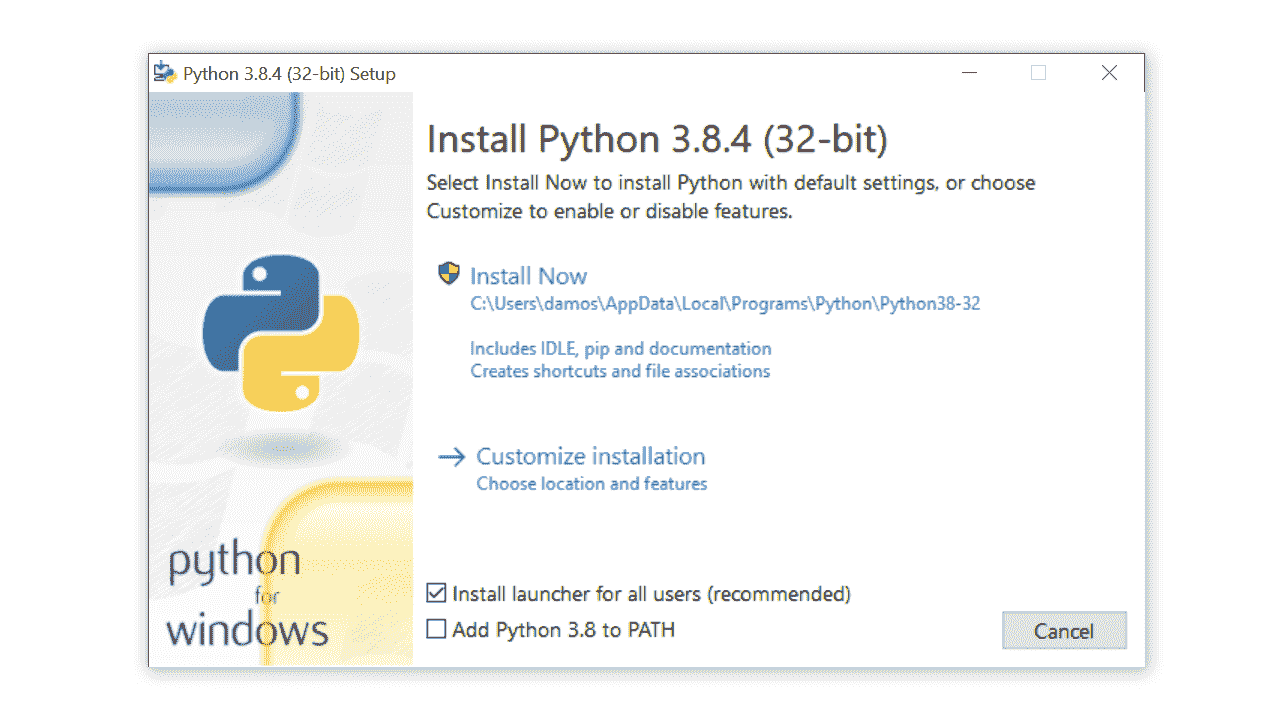 Python 3.8.4 (32-bit) Setup
Install Python 3.8.4 (32-bit)
Select Install Now to install Python with default settings, or choose
Customize to enable or disable features.
Install Now
C:\Users\damos\AppData\Local\Programs\Python\Python38-32
Includes IDLE, pip and documentation
Creates shortcuts and file associations
Customize installation
Choose location and features
python
for
windows
Install launcher for all users (recommended)
Add Python 3.8 to PATH
Cancel